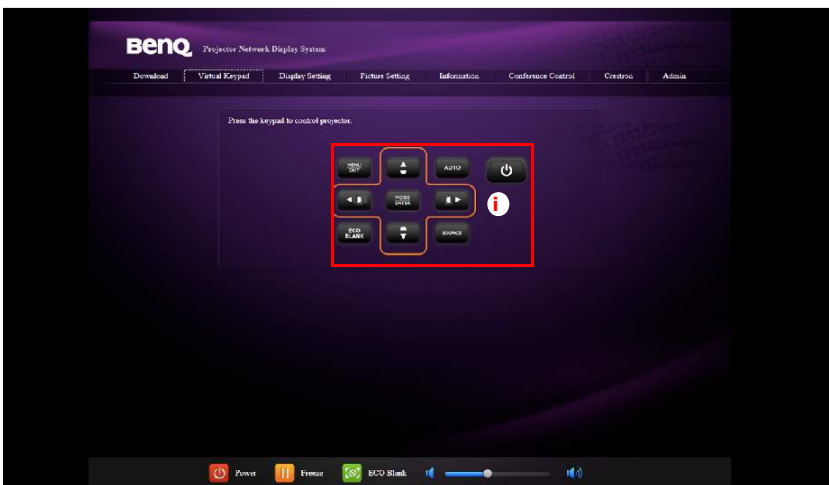 BenQ Projector Network Display System
Download Virtual Keypad Display Setting Picture Setting Information Conference Control Crestron Admin
Press the keypad to control projector.
MENU EXIT AUTO
MODE ENTER i
ECO BLANK SOURCE
Power Freeze ECO Blank